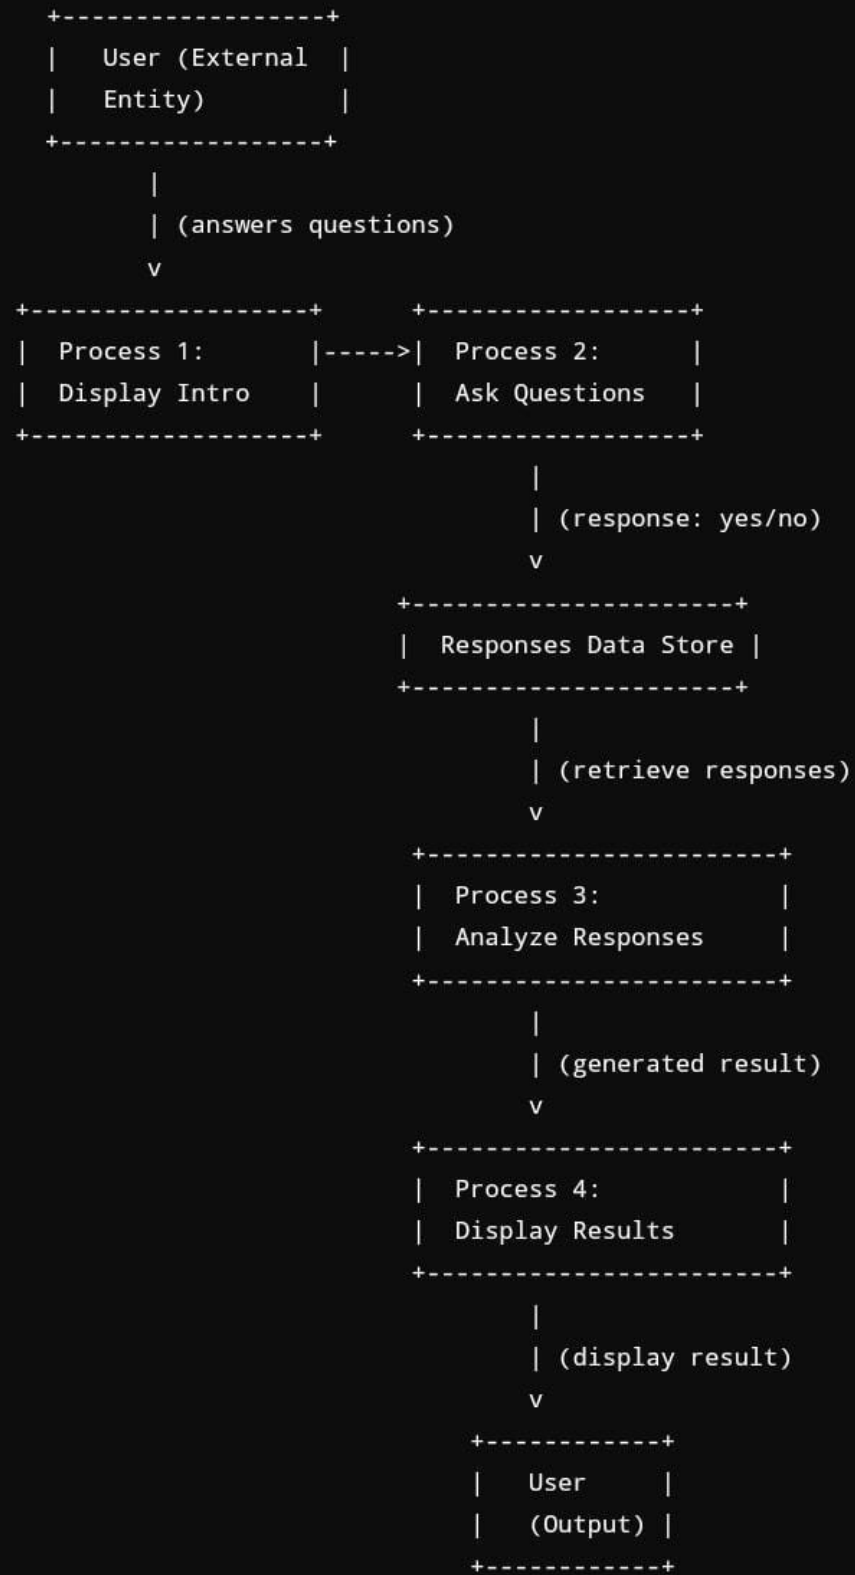 +------------------+
|   User (External  |
|   Entity)         |
+------------------+
         |
         | (answers questions)
         v
+-------------------+      +------------------+
|  Process 1:       |----->|  Process 2:      |
|  Display Intro    |      |  Ask Questions   |
+-------------------+      +------------------+
                                   |
                                   | (response: yes/no)
                                   v
                          +----------------------+
                          |  Responses Data Store |
                          +----------------------+
                                   |
                                   | (retrieve responses)
                                   v
                           +------------------------+
                           |  Process 3:            |
                           |  Analyze Responses     |
                           +------------------------+
                                   |
                                   | (generated result)
                                   v
                           +------------------------+
                           |  Process 4:            |
                           |  Display Results       |
                           +------------------------+
                                   |
                                   | (display result)
                                   v
                               +------------+
                               |   User     |
                               |   (Output) |
                               +------------+